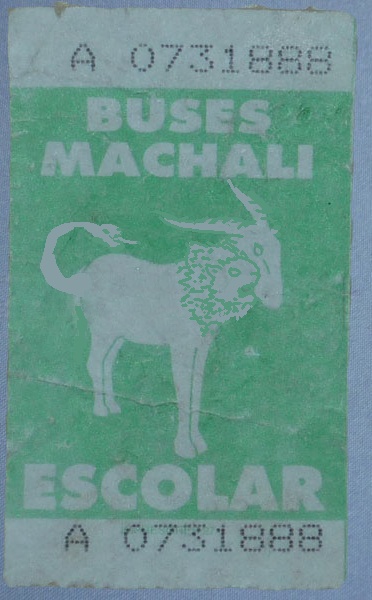 A 0731888
BUSES
MACHALI
ESCOLAR
A 0731888